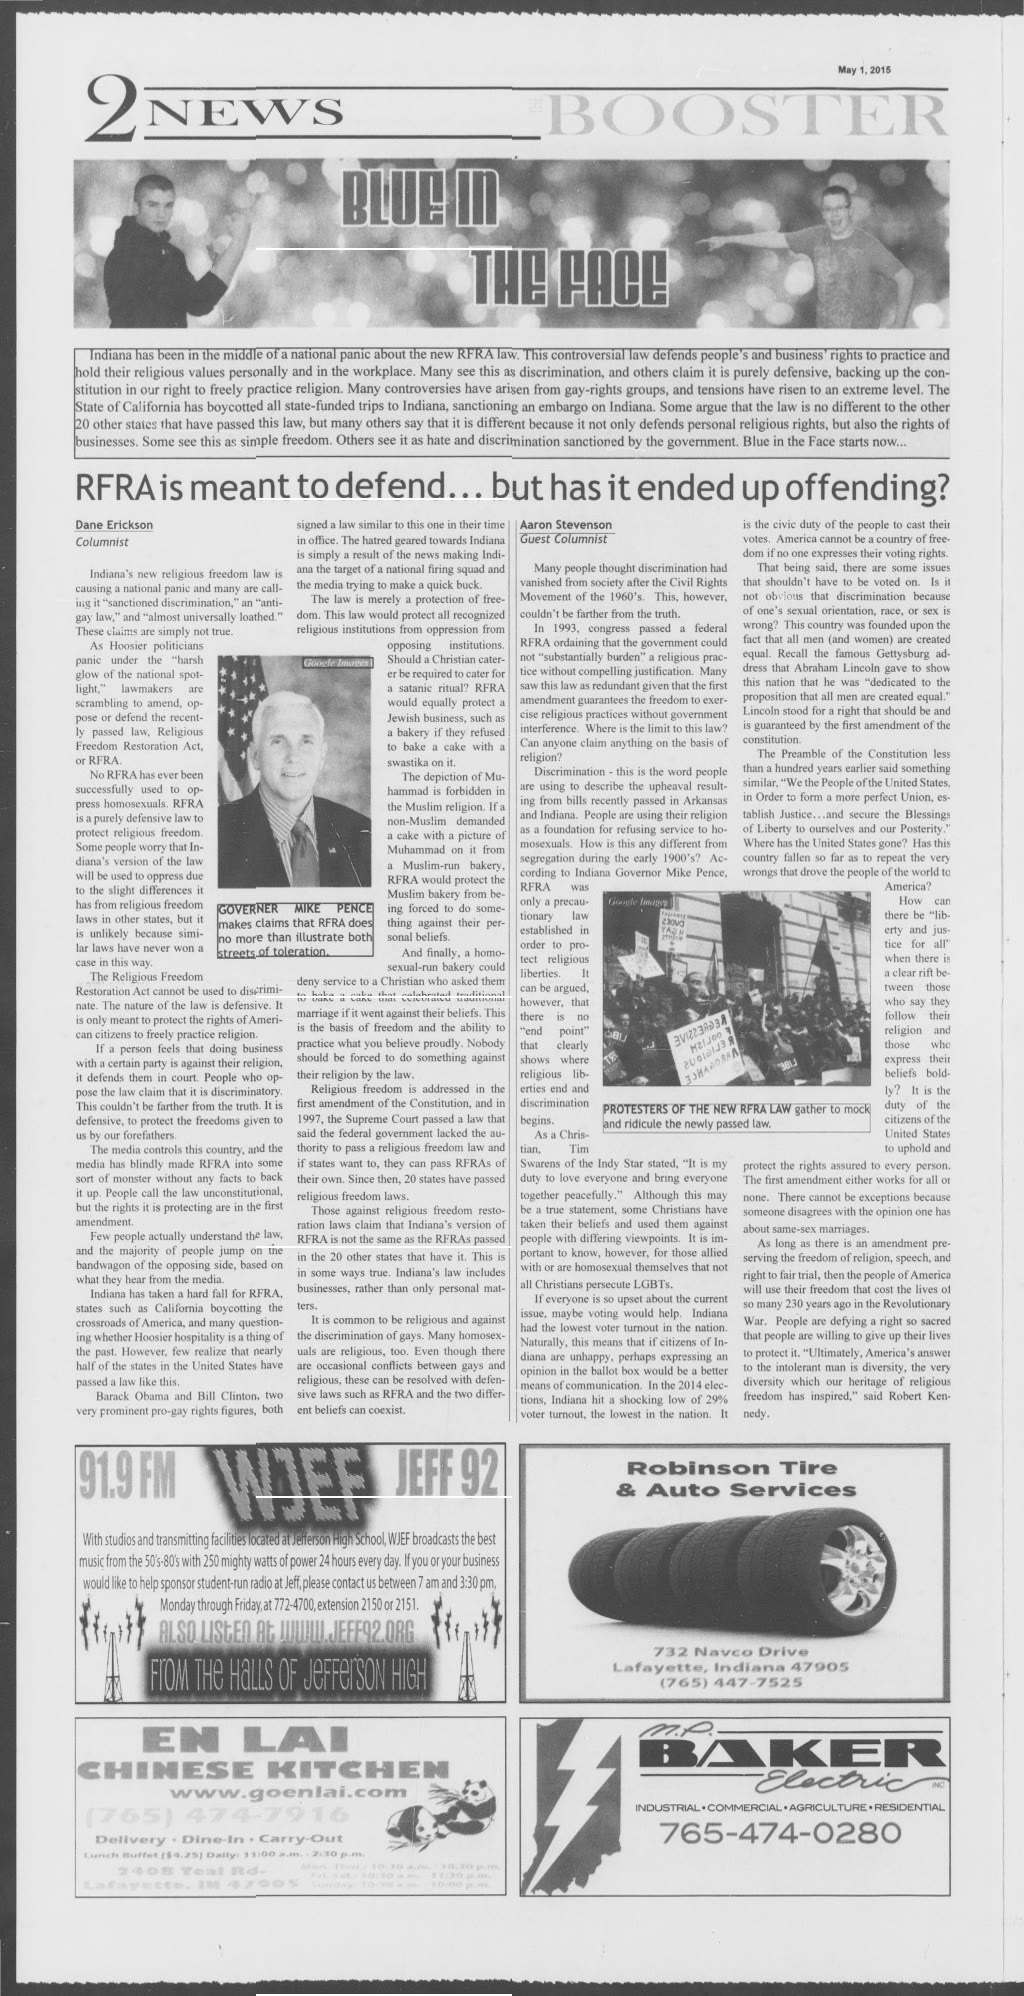 May 1, 2015
2 NEWS
BOOSTER
BLUE IN
THE FACE
Indiana has been in the middle of a national panic about the new RFRA law. This controversial law defends people's and business' rights to practice and
hold their religious values personally and in the workplace. Many see this as discrimination, and others claim it is purely defensive, backing up the con-
stitution in our right to freely practice religion. Many controversies have arisen from gay-rights groups, and tensions have risen to an extreme level. The
State of California has boycotted all state-funded trips to Indiana, sanctioning an embargo on Indiana. Some argue that the law is no different to the other
20 other states that have passed this law, but many others say that it is different because it not only defends personal religious rights, but also the rights of
businesses. Some see this as simple freedom. Others see it as hate and discrimination sanctioned by the government. Blue in the Face starts now...
RFRA is meant to defend... but has it ended up offending?
Dane Erickson
Columnist
Indiana's new religious freedom law is
causing a national panic and many are call-
ing it "sanctioned discrimination," an "anti-
gay law," and "almost universally loathed."
These claims are simply not true.
As Hoosier politicians
panic under the "harsh
glow of the national spot-
light," lawmakers are
scrambling to amend, op-
pose or defend the recent-
ly passed law, Religious
Freedom Restoration Act,
or RFRA.
No RFRA has ever been
successfully used to op-
press homosexuals. RFRA
is a purely defensive law to
protect religious freedom.
Some people worry that In-
diana's version of the law
will be used to oppress due
to the slight differences it
has from religious freedom
laws in other states, but it
is unlikely because simi-
lar laws have never won a
case in this way.
The Religious Freedom
Restoration Act cannot be used to discrimi-
nate. The nature of the law is defensive. It
is only meant to protect the rights of Ameri-
can citizens to freely practice religion.
If a person feels that doing business
with a certain party is against their religion,
it defends them in court. People who op-
pose the law claim that it is discriminatory.
This couldn't be farther from the truth. It is
defensive, to protect the freedoms given to
us by our forefathers.
The media controls this country, and the
media has blindly made RFRA into some
sort of monster without any facts to back
it up. People call the law unconstitutional,
but the rights it is protecting are in the first
amendment.
Few people actually understand the law,
and the majority of people jump on the
bandwagon of the opposing side, based on
what they hear from the media.
Indiana has taken a hard fall for RFRA,
states such as California boycotting the
crossroads of America, and many question-
ing whether Hoosier hospitality is a thing of
the past. However, few realize that nearly
half of the states in the United States have
passed a law like this.
Barack Obama and Bill Clinton, two
very prominent pro-gay rights figures, both
Google Images
GOVERNER MIKE PENCE
makes claims that RFRA does
no more than illustrate both
streets of toleration.
signed a law similar to this one in their time
in office. The hatred geared towards Indiana
is simply a result of the news making Indi-
ana the target of a national firing squad and
the media trying to make a quick buck.
The law is merely a protection of free-
dom. This law would protect all recognized
religious institutions from oppression from
opposing institutions.
Should a Christian cater-
er be required to cater for
a satanic ritual? RFRA
would equally protect a
Jewish business, such as
a bakery if they refused
to bake a cake with a
swastika on it.
The depiction of Mu-
hammad is forbidden in
the Muslim religion. If a
non-Muslim demanded
a cake with a picture of
Muhammad on it from
a Muslim-run bakery,
RFRA would protect the
Muslim bakery from be-
ing forced to do some-
thing against their per-
sonal beliefs.
And finally, a homo-
sexual-run bakery could
deny service to a Christian who asked them
to bake a cake that celebrated traditional
marriage if it went against their beliefs. This
is the basis of freedom and the ability to
practice what you believe proudly. Nobody
should be forced to do something against
their religion by the law.
Religious freedom is addressed in the
first amendment of the Constitution, and in
1997, the Supreme Court passed a law that
said the federal government lacked the au-
thority to pass a religious freedom law and
if states want to, they can pass RFRAs of
their own. Since then, 20 states have passed
religious freedom laws.
Those against religious freedom resto-
ration laws claim that Indiana's version of
RFRA is not the same as the RFRAs passed
in the 20 other states that have it. This is
in some ways true. Indiana's law includes
businesses, rather than only personal mat-
ters.
It is common to be religious and against
the discrimination of gays. Many homosex-
uals are religious, too. Even though there
are occasional conflicts between gays and
religious, these can be resolved with defen-
sive laws such as RFRA and the two differ-
ent beliefs can coexist.
Aaron Stevenson
Guest Columnist
Many people thought discrimination had
vanished from society after the Civil Rights
Movement of the 1960's. This, however,
couldn't be farther from the truth.
In 1993, congress passed a federal
RFRA ordaining that the government could
not "substantially burden" a religious prac-
tice without compelling justification. Many
saw this law as redundant given that the first
amendment guarantees the freedom to exer-
cise religious practices without government
interference. Where is the limit to this law?
Can anyone claim anything on the basis of
religion?
Discrimination - this is the word people
are using to describe the upheaval result-
ing from bills recently passed in Arkansas
and Indiana. People are using their religion
as a foundation for refusing service to ho-
mosexuals. How is this any different from
segregation during the early 1900's? Ac-
cording to Indiana Governor Mike Pence,
RFRA was
only a precau-
tionary law
established in
order to pro-
tect religious
liberties. It
can be argued,
however, that
there is no
"end point"
that clearly
shows where
religious lib-
erties end and
discrimination
begins.
As a Chris-
tian, Tim
Swarens of the Indy Star stated, "It is my
duty to love everyone and bring everyone
together peacefully." Although this may
be a true statement, some Christians have
taken their beliefs and used them against
people with differing viewpoints. It is im-
portant to know, however, for those allied
with or are homosexual themselves that not
all Christians persecute LGBTs.
If everyone is so upset about the current
issue, maybe voting would help. Indiana
had the lowest voter turnout in the nation.
Naturally, this means that if citizens of In-
diana are unhappy, perhaps expressing an
opinion in the ballot box would be a better
means of communication. In the 2014 elec-
tions, Indiana hit a shocking low of 29%
voter turnout, the lowest in the nation. It
Google Images
AGRESSIVE
FOOLISH
RELIGIOUS
ARROGANCE
PROTESTERS OF THE NEW RFRA LAW gather to mock
and ridicule the newly passed law.
is the civic duty of the people to cast their
votes. America cannot be a country of free-
dom if no one expresses their voting rights.
That being said, there are some issues
that shouldn't have to be voted on. Is it
not obvious that discrimination because
of one's sexual orientation, race, or sex is
wrong? This country was founded upon the
fact that all men (and women) are created
equal. Recall the famous Gettysburg ad-
dress that Abraham Lincoln gave to show
this nation that he was "dedicated to the
proposition that all men are created equal."
Lincoln stood for a right that should be and
is guaranteed by the first amendment of the
constitution.
The Preamble of the Constitution less
than a hundred years earlier said something
similar, "We the People of the United States,
in Order to form a more perfect Union, es-
tablish Justice...and secure the Blessings
of Liberty to ourselves and our Posterity."
Where has the United States gone? Has this
country fallen so far as to repeat the very
wrongs that drove the people of the world to
America?
How can
there be "lib-
erty and jus-
tice for all"
when there is
a clear rift be-
tween those
who say they
follow their
religion and
those who
express their
beliefs bold-
ly? It is the
duty of the
citizens of the
United States
to uphold and
protect the rights assured to every person.
The first amendment either works for all or
none. There cannot be exceptions because
someone disagrees with the opinion one has
about same-sex marriages.
As long as there is an amendment pre-
serving the freedom of religion, speech, and
right to fair trial, then the people of America
will use their freedom that cost the lives of
so many 230 years ago in the Revolutionary
War. People are defying a right so sacred
that people are willing to give up their lives
to protect it. "Ultimately, America's answer
to the intolerant man is diversity, the very
diversity which our heritage of religious
freedom has inspired," said Robert Ken-
nedy.
91.9 FM WJEF JEFF 92
With studios and transmitting facilities located at Jefferson High School, WJEF broadcasts the best
music from the 50's-80's with 250 mighty watts of power 24 hours every day. If you or your business
would like to help sponsor student-run radio at Jeff, please contact us between 7 am and 3:30 pm,
Monday through Friday, at 772-4700, extension 2150 or 2151.
ALSO LISTEN AT WWW.JEFF92.ORG
FROM THE HALLS OF JEFFERSON HIGH
Robinson Tire
& Auto Services
732 Navco Drive
Lafayette, Indiana 47905
(765) 447-7525
EN LAI
CHINESE KITCHEN
www.goenlai.com
(765) 474-7916
Delivery · Dine-In · Carry-Out
Lunch Buffet ($4.25) Daily: 11:00 a.m. - 2:30 p.m.
2408 Teal Rd.
Lafayette, IN 47905
Mon.-Thur.: 10:30 a.m. - 10:30 p.m.
Fri.-Sat.: 10:30 a.m. - 11:30 p.m.
Sunday: 10:30 a.m. - 10:00 p.m.
M.P.
BAKER
Electric INC
INDUSTRIAL • COMMERCIAL • AGRICULTURE • RESIDENTIAL
765-474-0280